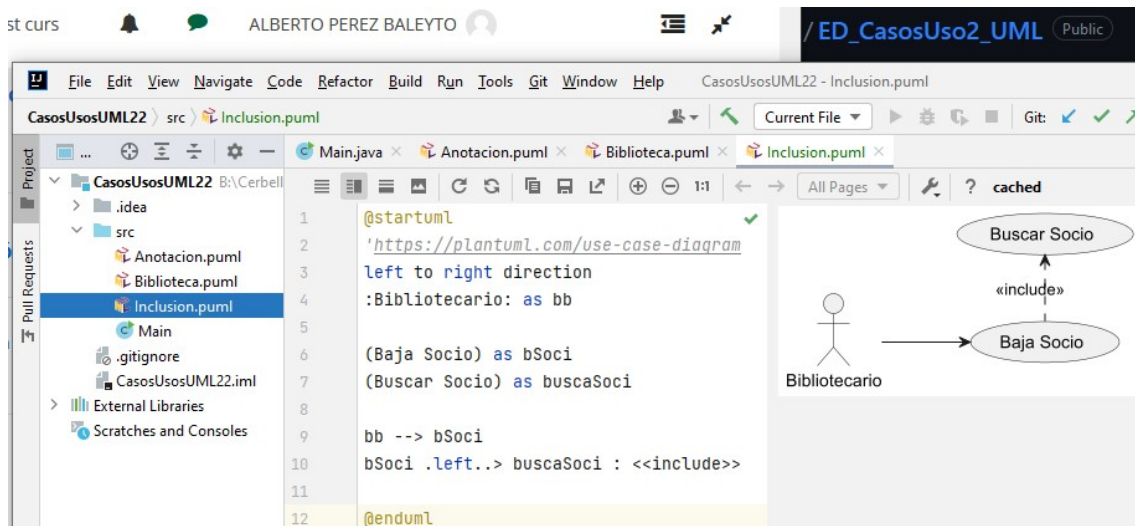 st curs
ALBERTO PEREZ BALEYTO
/ ED_CasosUso2_UML Public
IJ File Edit View Navigate Code Refactor Build Run Tools Git Window Help CasosUsosUML22 - Inclusion.puml
CasosUsosUML22 src Inclusion.puml
Current File
Git:
...
Main.java Anotacion.puml Biblioteca.puml Inclusion.puml
Project
Pull Requests
CasosUsosUML22 B:\Cerbell
.idea
src
Anotacion.puml
Biblioteca.puml
Inclusion.puml
Main
.gitignore
CasosUsosUML22.iml
External Libraries
Scratches and Consoles
1:1 All Pages ? cached
1 @startuml
2 'https://plantuml.com/use-case-diagram
3 left to right direction
4 :Bibliotecario: as bb
5
6 (Baja Socio) as bSoci
7 (Buscar Socio) as buscaSoci
8
9 bb --> bSoci
10 bSoci .left..> buscaSoci : <<include>>
11
12 @enduml
Buscar Socio
«include»
Baja Socio
Bibliotecario